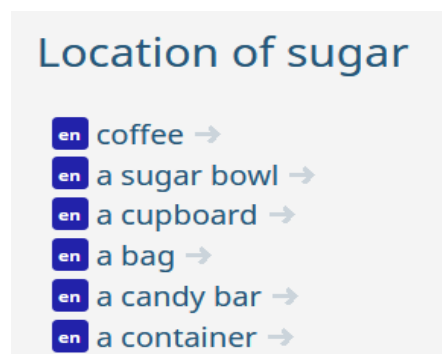 Location of sugar
en coffee ➔
en a sugar bowl ➔
en a cupboard ➔
en a bag ➔
en a candy bar ➔
en a container ➔